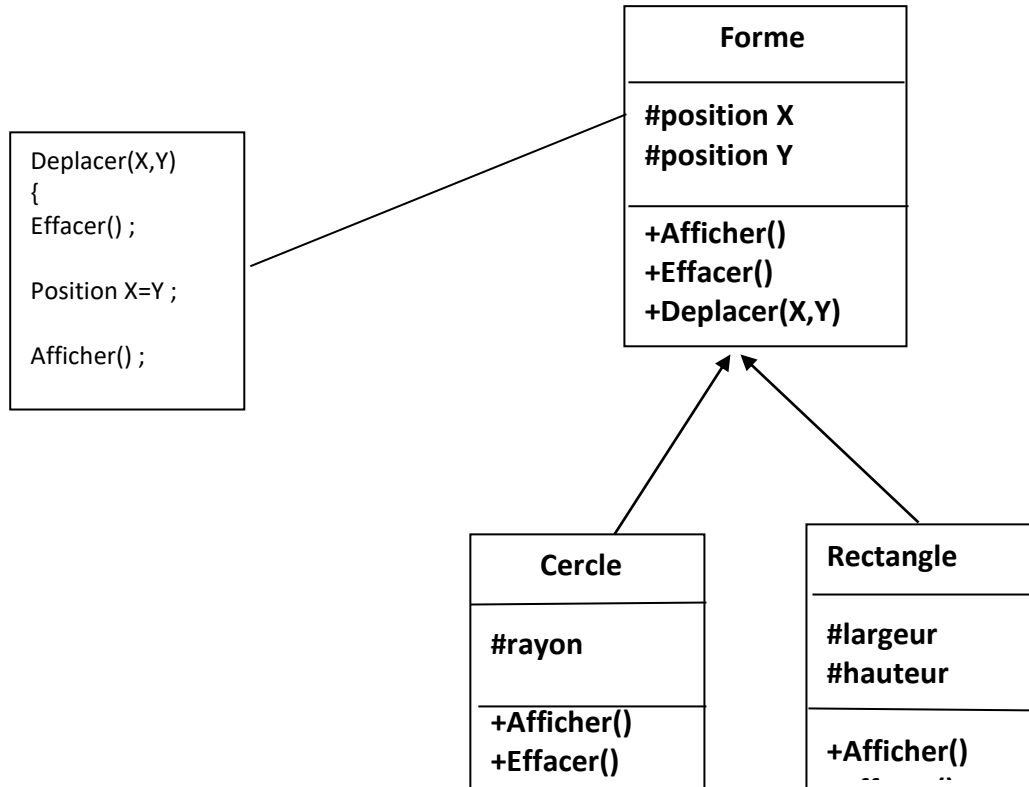 Forme
#position X
#position Y
+Afficher()
+Effacer()
+Deplacer(X,Y)
Deplacer(X,Y)
{
Effacer() ;
Position X=Y ;
Afficher() ;
Cercle
#rayon
+Afficher()
+Effacer()
Rectangle
#largeur
#hauteur
+Afficher()